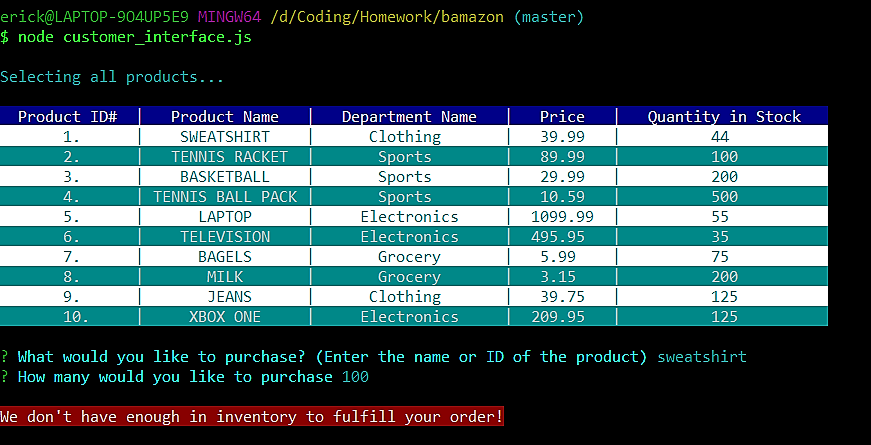 erick@LAPTOP-9O4UP5E9 MINGW64 /d/Coding/Homework/bamazon (master)
$ node customer_interface.js
Selecting all products...
Product ID# | Product Name | Department Name | Price | Quantity in Stock
1. | SWEATSHIRT | Clothing | 39.99 | 44
2. | TENNIS RACKET | Sports | 89.99 | 100
3. | BASKETBALL | Sports | 29.99 | 200
4. | TENNIS BALL PACK | Sports | 10.59 | 500
5. | LAPTOP | Electronics | 1099.99 | 55
6. | TELEVISION | Electronics | 495.95 | 35
7. | BAGELS | Grocery | 5.99 | 75
8. | MILK | Grocery | 3.15 | 200
9. | JEANS | Clothing | 39.75 | 125
10. | XBOX ONE | Electronics | 209.95 | 125
? What would you like to purchase? (Enter the name or ID of the product) sweatshirt
? How many would you like to purchase 100
We don't have enough in inventory to fulfill your order!